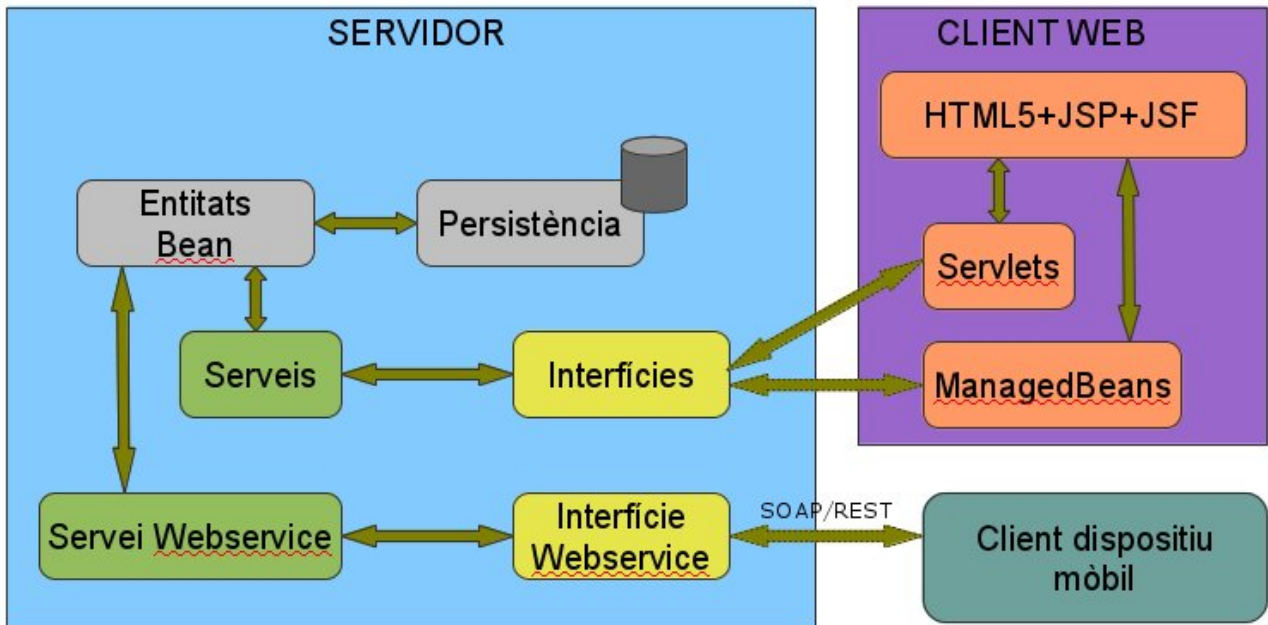 SERVIDOR
CLIENT WEB
HTML5+JSP+JSF
Entitats
Bean
Persistència
Servlets
Serveis
Interfícies
ManagedBeans
Servei Webservice
Interfície
Webservice
SOAP/REST
Client dispositiu
mòbil